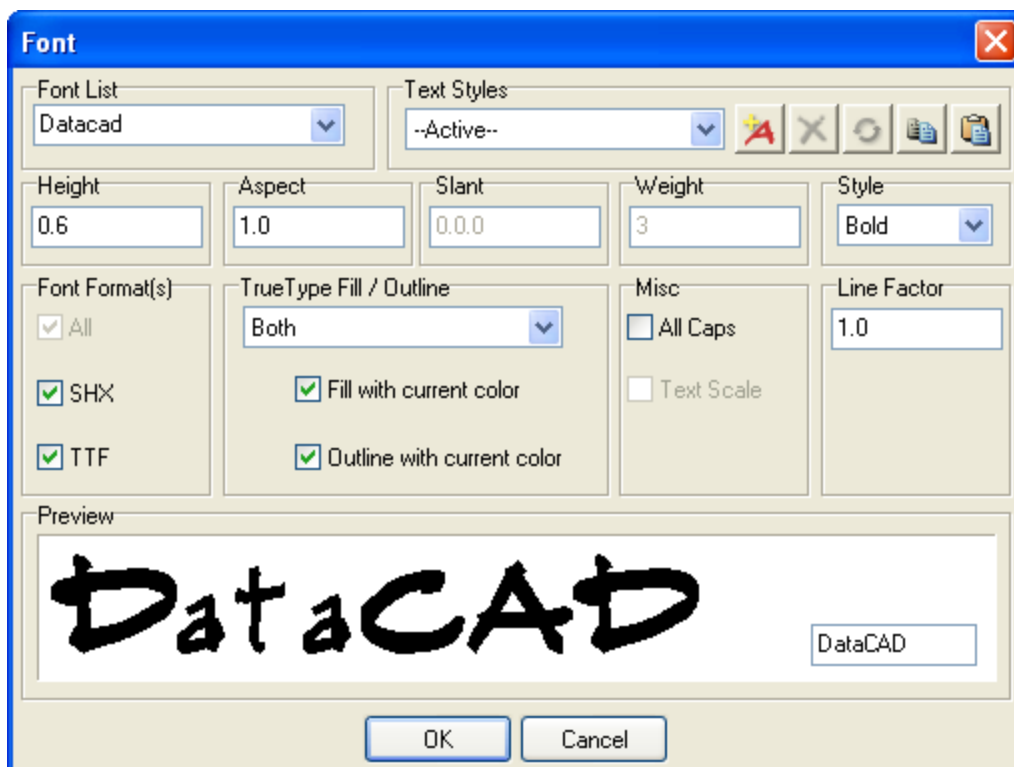 Font
Font List
Text Styles
Datacad
--Active--
Height
Aspect
Slant
Weight
Style
0.6
1.0
0.0.0
3
Bold
Font Format(s)
TrueType Fill / Outline
Misc
Line Factor
All
Both
All Caps
1.0
SHX
Fill with current color
Text Scale
TTF
Outline with current color
Preview
DataCAD
DataCAD
OK
Cancel